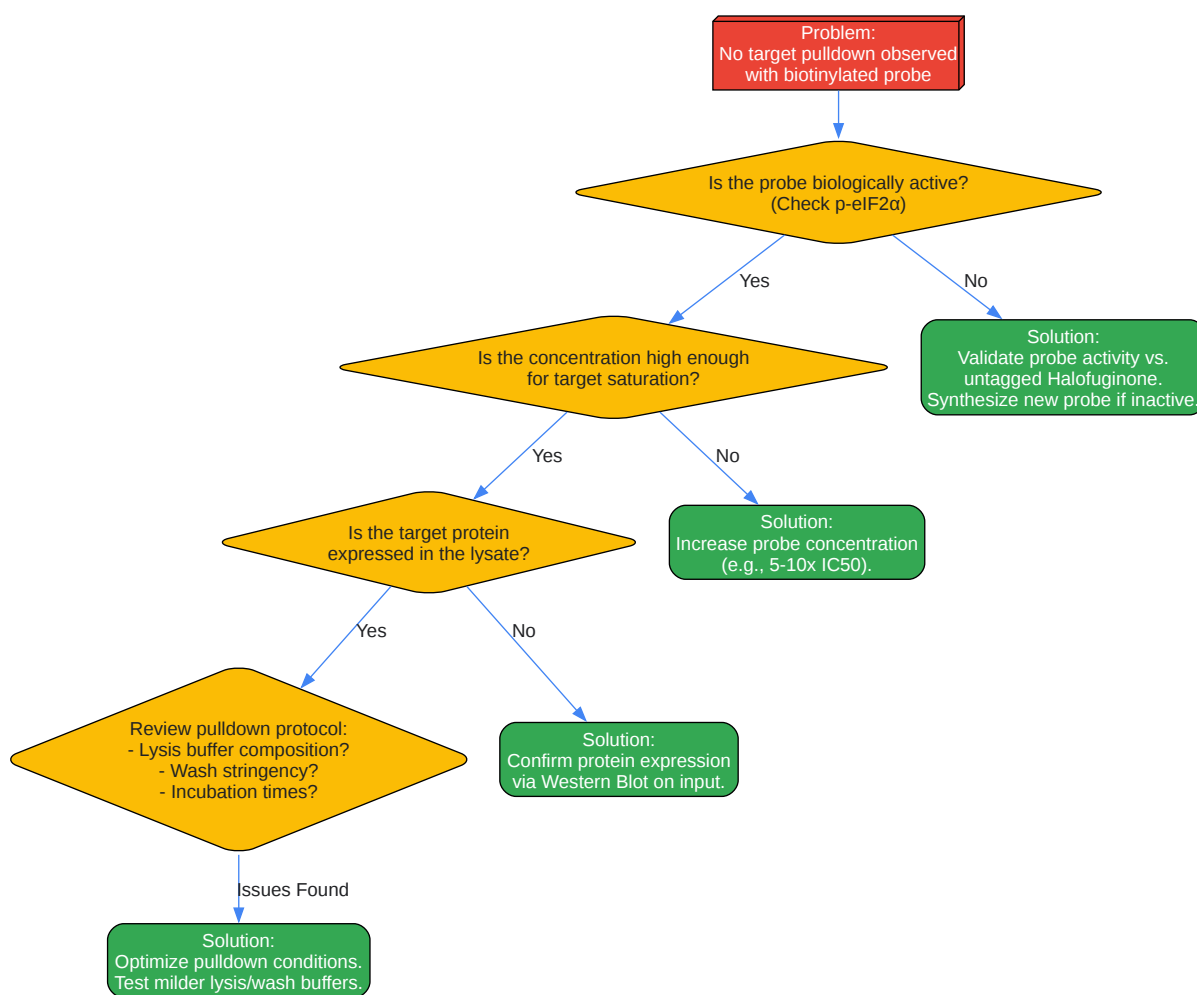 Problem:
No target pulldown observed
with biotinylated probe
Is the probe biologically active?
(Check p-eIF2α)
Yes
No
Is the concentration high enough
for target saturation?
Solution:
Validate probe activity vs.
untagged Halofuginone.
Synthesize new probe if inactive.
Yes
No
Is the target protein
expressed in the lysate?
Solution:
Increase probe concentration
(e.g., 5-10x IC50).
Yes
No
Review pulldown protocol:
- Lysis buffer composition?
- Wash stringency?
- Incubation times?
Solution:
Confirm protein expression
via Western Blot on input.
Issues Found
Solution:
Optimize pulldown conditions.
Test milder lysis/wash buffers.